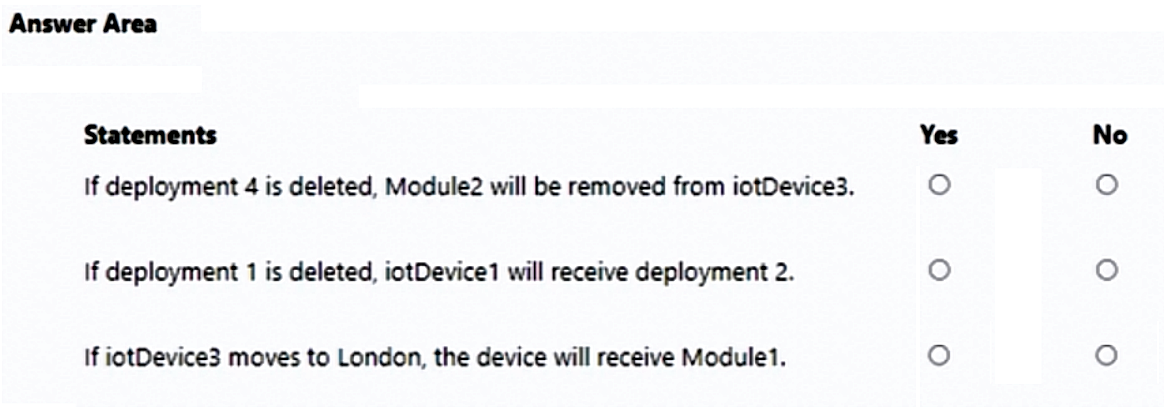 Answer Area
Statements Yes No
If deployment 4 is deleted, Module2 will be removed from iotDevice3.
If deployment 1 is deleted, iotDevice1 will receive deployment 2.
If iotDevice3 moves to London, the device will receive Module1.